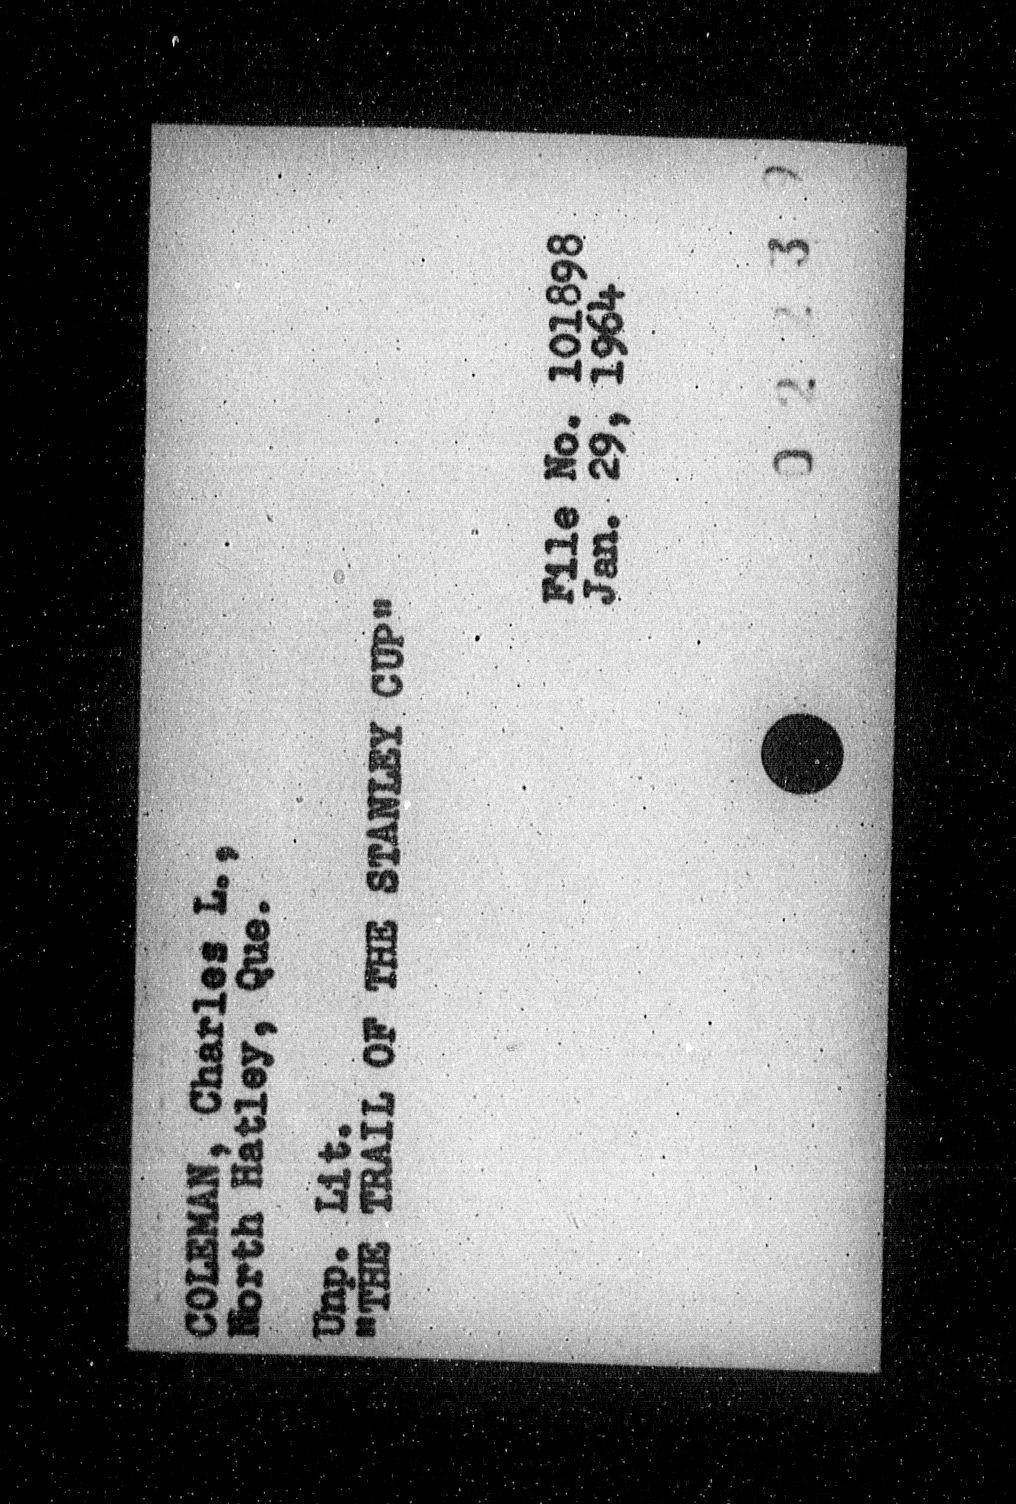 COLEMAN, Charles L.,
North Hatley, Que.
Unp. Lit.
"THE TRAIL OF THE STANLEY CUP"
File No. 101898
Jan. 29, 1964